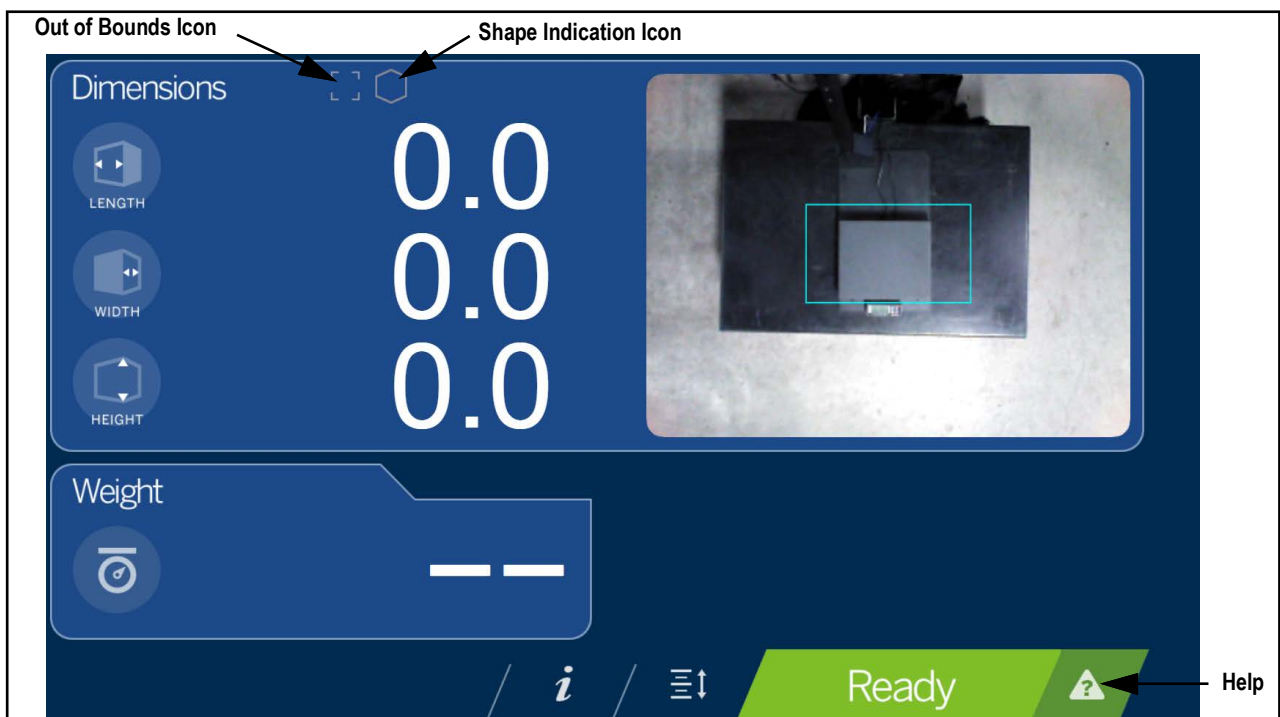 Out of Bounds Icon
Shape Indication Icon
Dimensions
LENGTH
0.0
WIDTH
0.0
HEIGHT
0.0
Weight
--
i
Ready
?
Help